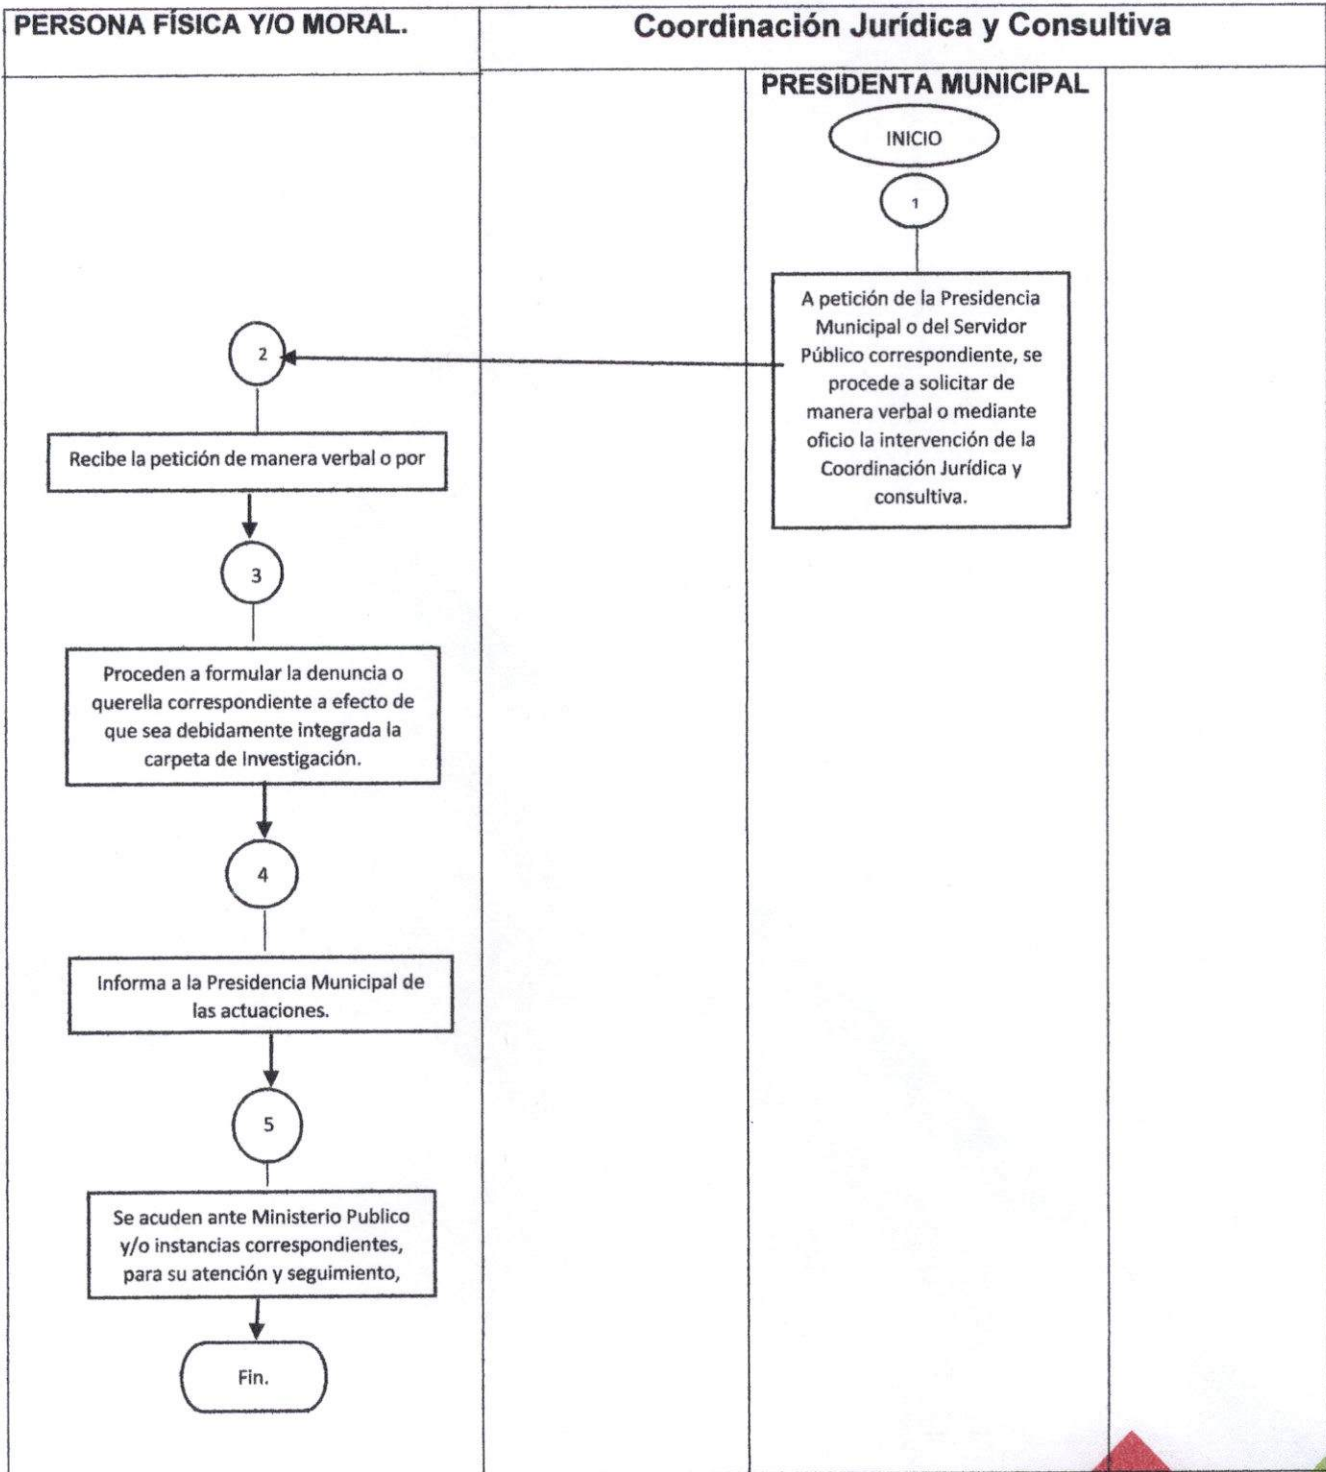 PERSONA FÍSICA Y/O MORAL.
Coordinación Jurídica y Consultiva
PRESIDENTA MUNICIPAL
INICIO
1
A petición de la Presidencia
Municipal o del Servidor
Público correspondiente, se
procede a solicitar de
manera verbal o mediante
oficio la intervención de la
Coordinación Jurídica y
consultiva.
2
Recibe la petición de manera verbal o por
3
Proceden a formular la denuncia o
querella correspondiente a efecto de
que sea debidamente integrada la
carpeta de Investigación.
4
Informa a la Presidencia Municipal de
las actuaciones.
5
Se acuden ante Ministerio Publico
y/o instancias correspondientes,
para su atención y seguimiento,
Fin.